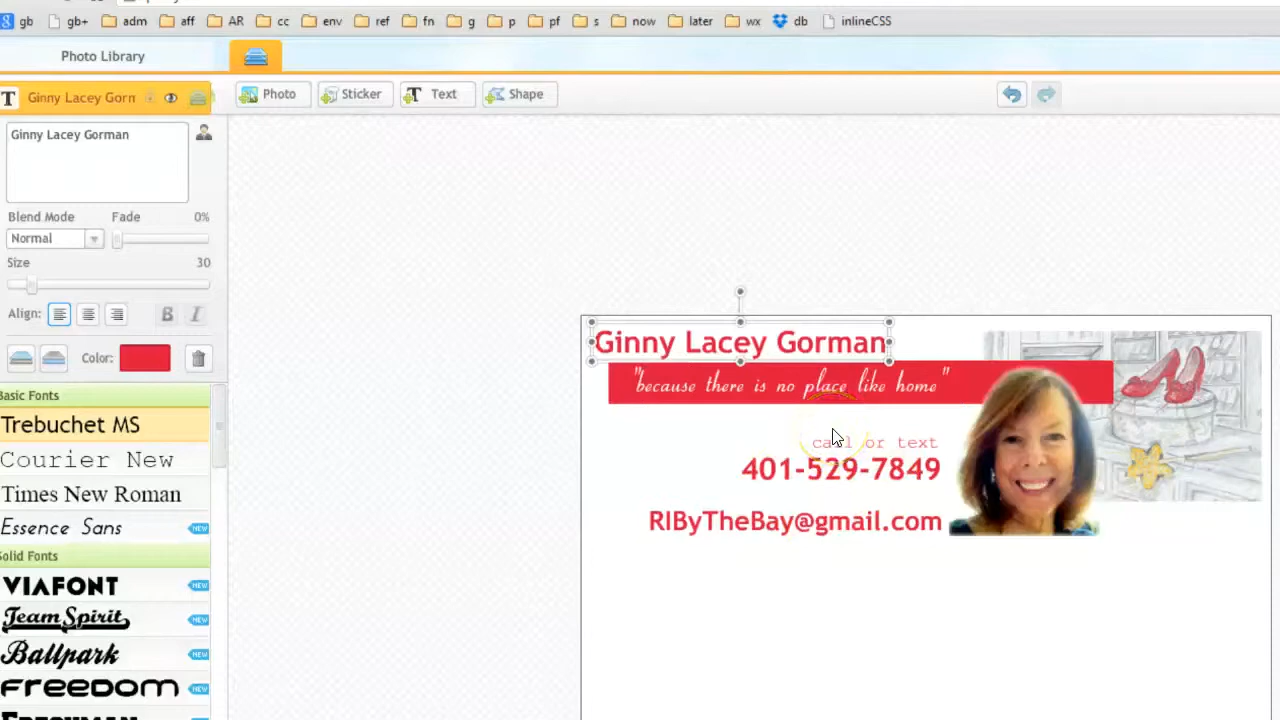 gb gb+ adm aff AR cc env ref fn g p pf s now later wx db inlineCSS
Photo Library
T Ginny Lacey Gorn Photo Sticker T Text Shape
Ginny Lacey Gorman
Blend Mode Fade 0%
Normal
Size 30
Align: B I
Color:
Basic Fonts
Trebuchet MS
Courier New
Times New Roman
Essence Sans NEW
Solid Fonts
VIAFONT NEW
Team Spirit NEW
Ballpark NEW
FREEDOM NEW
Ginny Lacey Gorman
"because there is no place like home"
call or text
401-529-7849
RIByTheBay@gmail.com